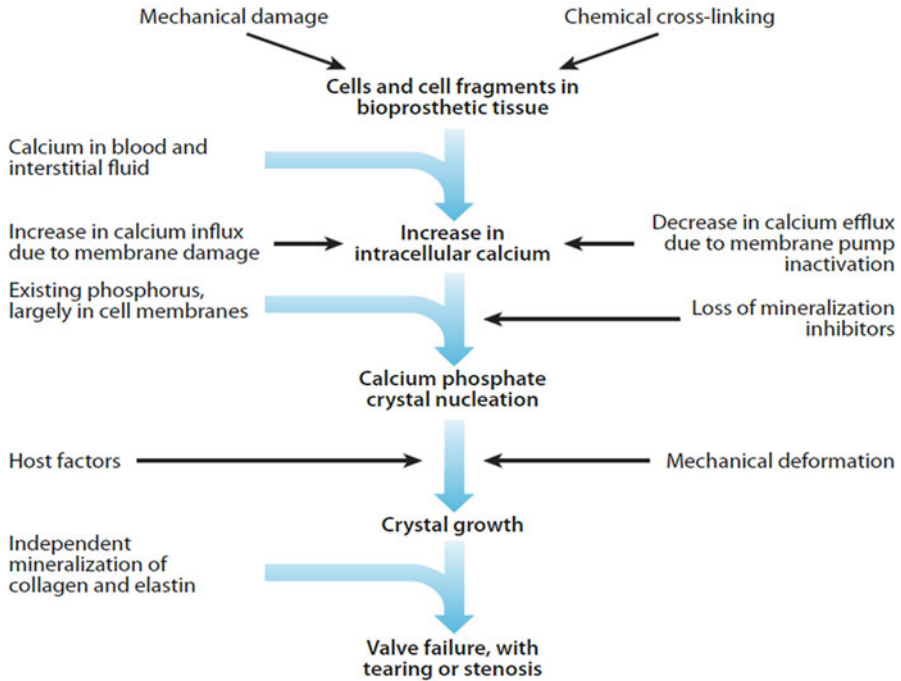 Mechanical damage
Chemical cross-linking
Cells and cell fragments in
bioprosthetic tissue
Calcium in blood and
interstitial fluid
Increase in calcium influx
due to membrane damage
Increase in
intracellular calcium
Decrease in calcium efflux
due to membrane pump
inactivation
Existing phosphorus,
largely in cell membranes
Loss of mineralization
inhibitors
Calcium phosphate
crystal nucleation
Host factors
Mechanical deformation
Crystal growth
Independent
mineralization of
collagen and elastin
Valve failure, with
tearing or stenosis